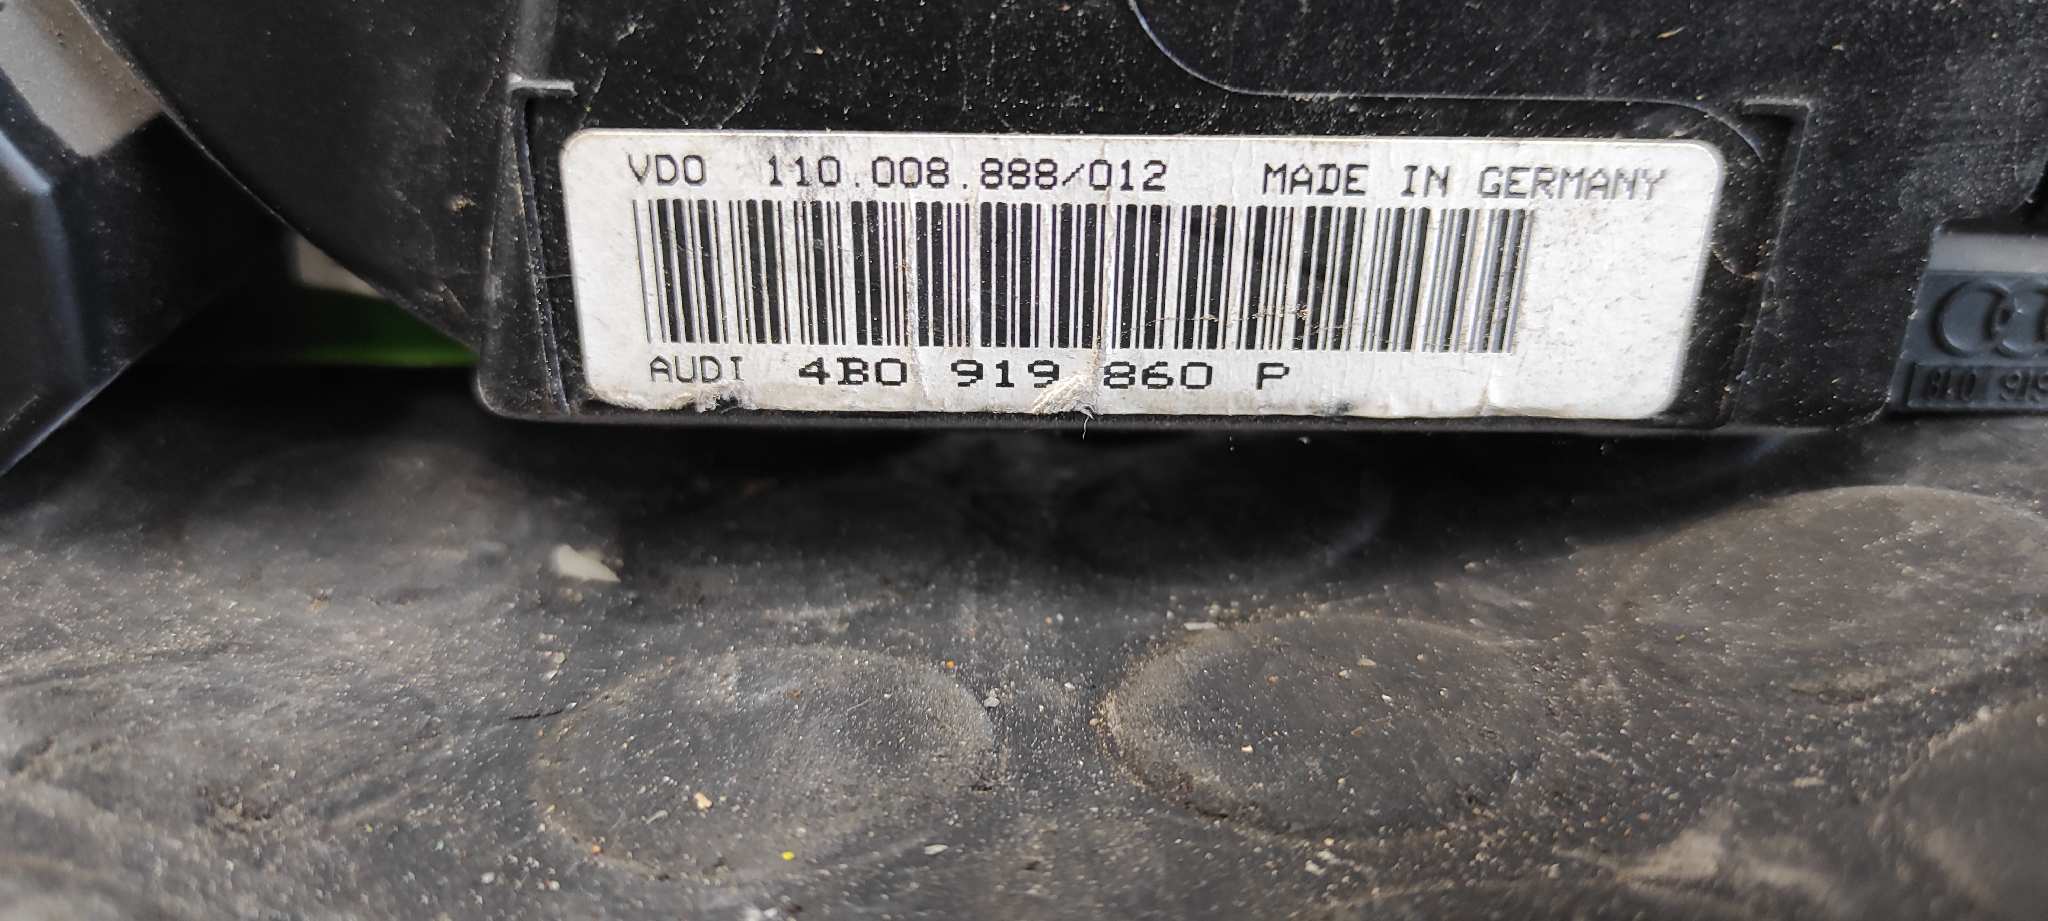 VDO 110.008.888/012 MADE IN GERMANY
AUDI 4B0 919 860 P